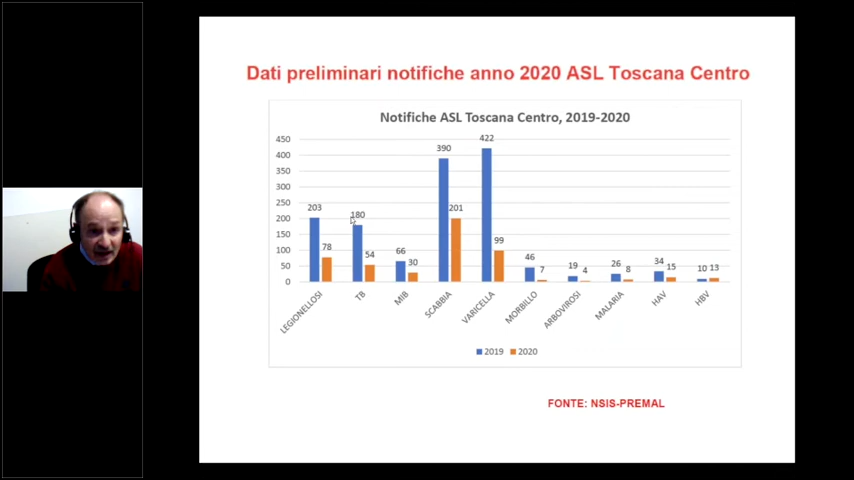 Dati preliminari notifiche anno 2020 ASL Toscana Centro
Notifiche ASL Toscana Centro, 2019-2020
450
400
350
300
250
200
150
100
50
0
203 78
180 54
66 30
390 201
422 99
46 7
19 4
26 8
34 15
10 13
LEGIONELLOSI
TB
MIB
SCABBIA
VARICELLA
MORBILLO
ARBOVIROSI
MALARIA
HAV
HBV
2019 2020
FONTE: NSIS-PREMAL